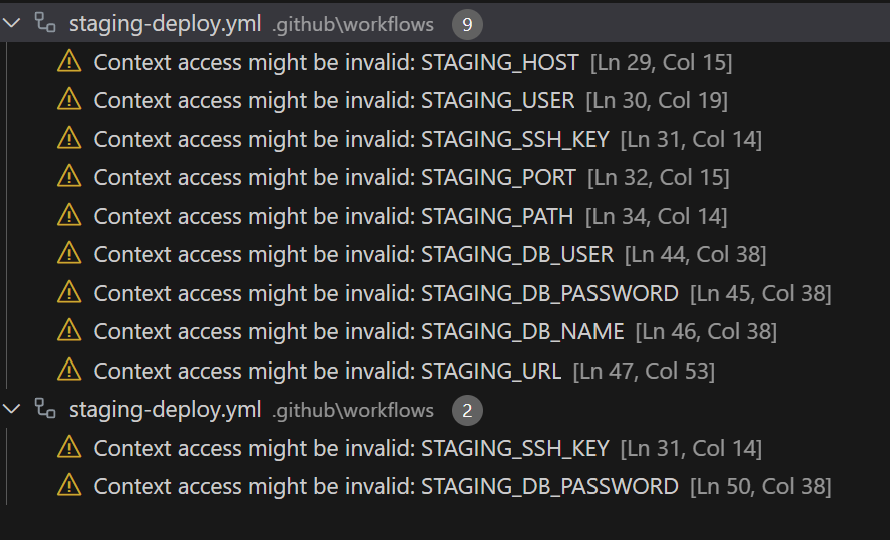 staging-deploy.yml .github\workflows 9
Context access might be invalid: STAGING_HOST [Ln 29, Col 15]
Context access might be invalid: STAGING_USER [Ln 30, Col 19]
Context access might be invalid: STAGING_SSH_KEY [Ln 31, Col 14]
Context access might be invalid: STAGING_PORT [Ln 32, Col 15]
Context access might be invalid: STAGING_PATH [Ln 34, Col 14]
Context access might be invalid: STAGING_DB_USER [Ln 44, Col 38]
Context access might be invalid: STAGING_DB_PASSWORD [Ln 45, Col 38]
Context access might be invalid: STAGING_DB_NAME [Ln 46, Col 38]
Context access might be invalid: STAGING_URL [Ln 47, Col 53]
staging-deploy.yml .github\workflows 2
Context access might be invalid: STAGING_SSH_KEY [Ln 31, Col 14]
Context access might be invalid: STAGING_DB_PASSWORD [Ln 50, Col 38]